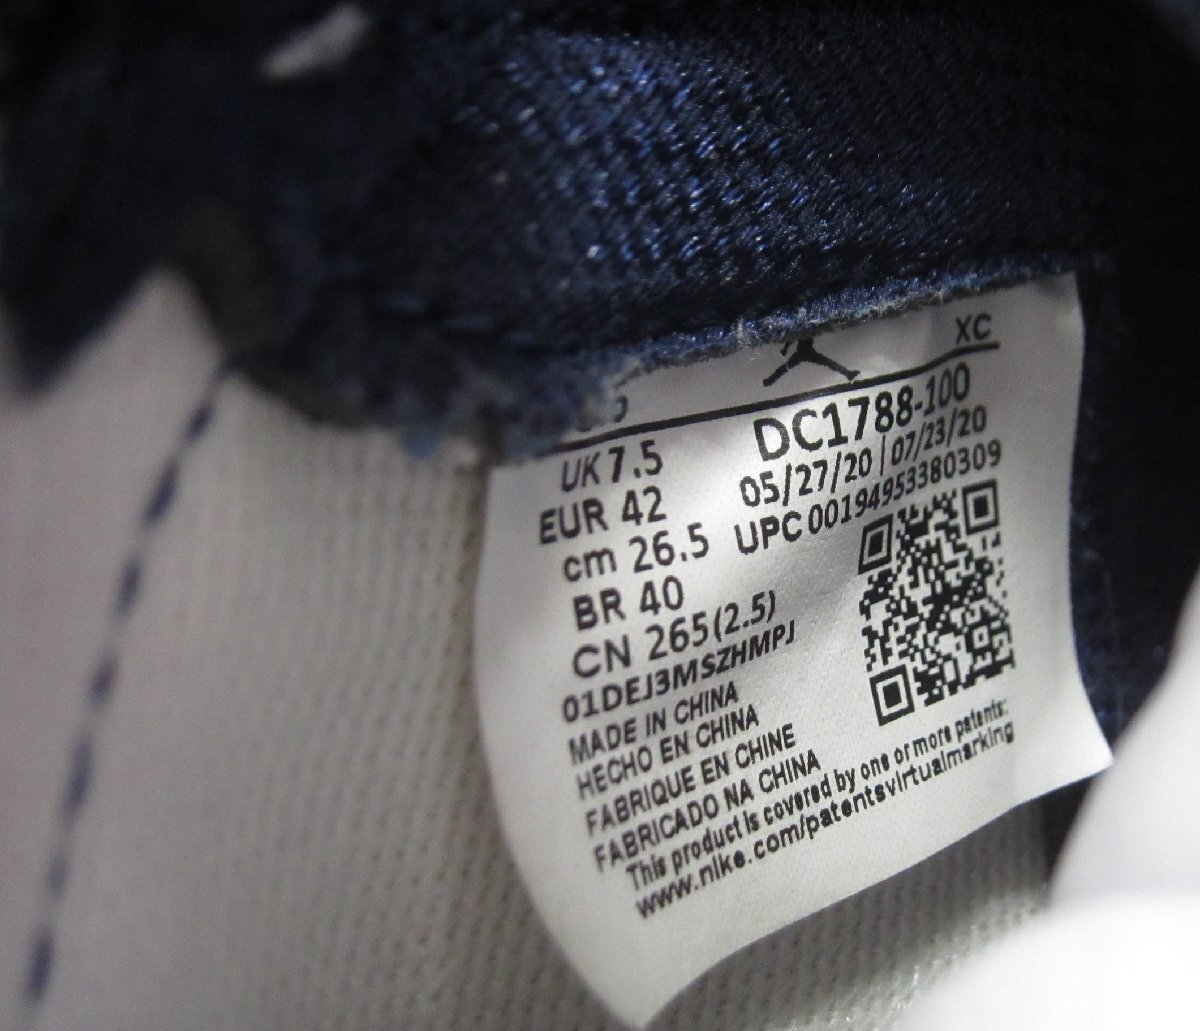 XC
UK 7.5
DC1788-100
EUR 42
05/27/20 | 07/23/20
cm 26.5
UPC 00194953380309
BR 40
CN 265(2.5)
01DEJ3MSZHMPJ
MADE IN CHINA
HECHO EN CHINA
FABRIQUE EN CHINE
FABRICADO NA CHINA
This product is covered by one or more patents:
www.nike.com/patentsvirtualmarking